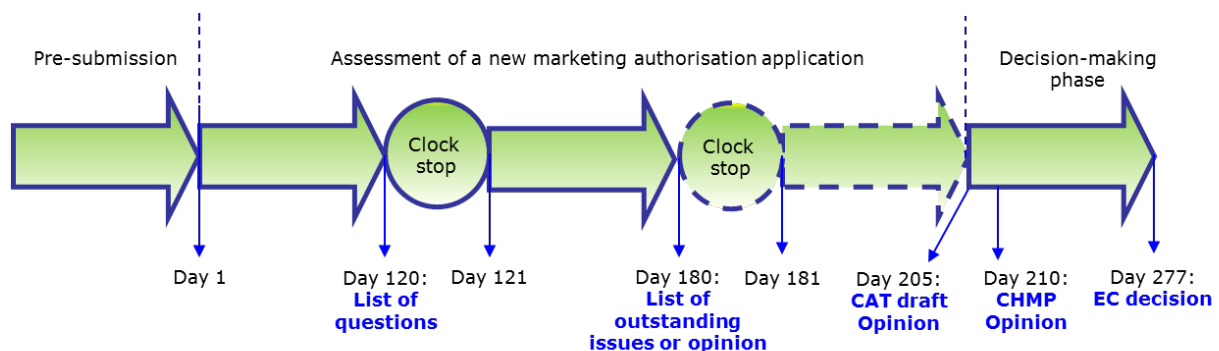 Pre-submission
Assessment of a new marketing authorisation application
Decision-making
phase
Clock
stop
Clock
stop
Day 1
Day 120:
List of
questions
Day 121
Day 180:
List of
outstanding
issues or opinion
Day 181
Day 205:
CAT draft
Opinion
Day 210:
CHMP
Opinion
Day 277:
EC decision